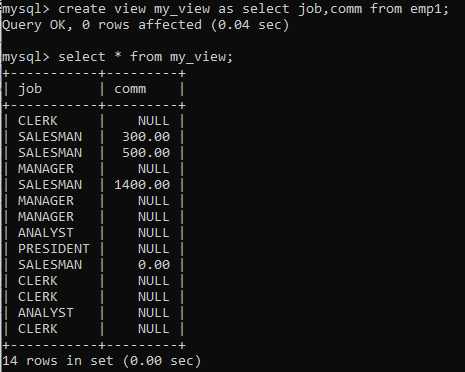 mysql> create view my_view as select job,comm from emp1;
Query OK, 0 rows affected (0.04 sec)
mysql> select * from my_view;
+-----------+---------+
| job       | comm    |
+-----------+---------+
| CLERK     |    NULL |
| SALESMAN  |  300.00 |
| SALESMAN  |  500.00 |
| MANAGER   |    NULL |
| SALESMAN  | 1400.00 |
| MANAGER   |    NULL |
| MANAGER   |    NULL |
| ANALYST   |    NULL |
| PRESIDENT |    NULL |
| SALESMAN  |    0.00 |
| CLERK     |    NULL |
| CLERK     |    NULL |
| ANALYST   |    NULL |
| CLERK     |    NULL |
+-----------+---------+
14 rows in set (0.00 sec)